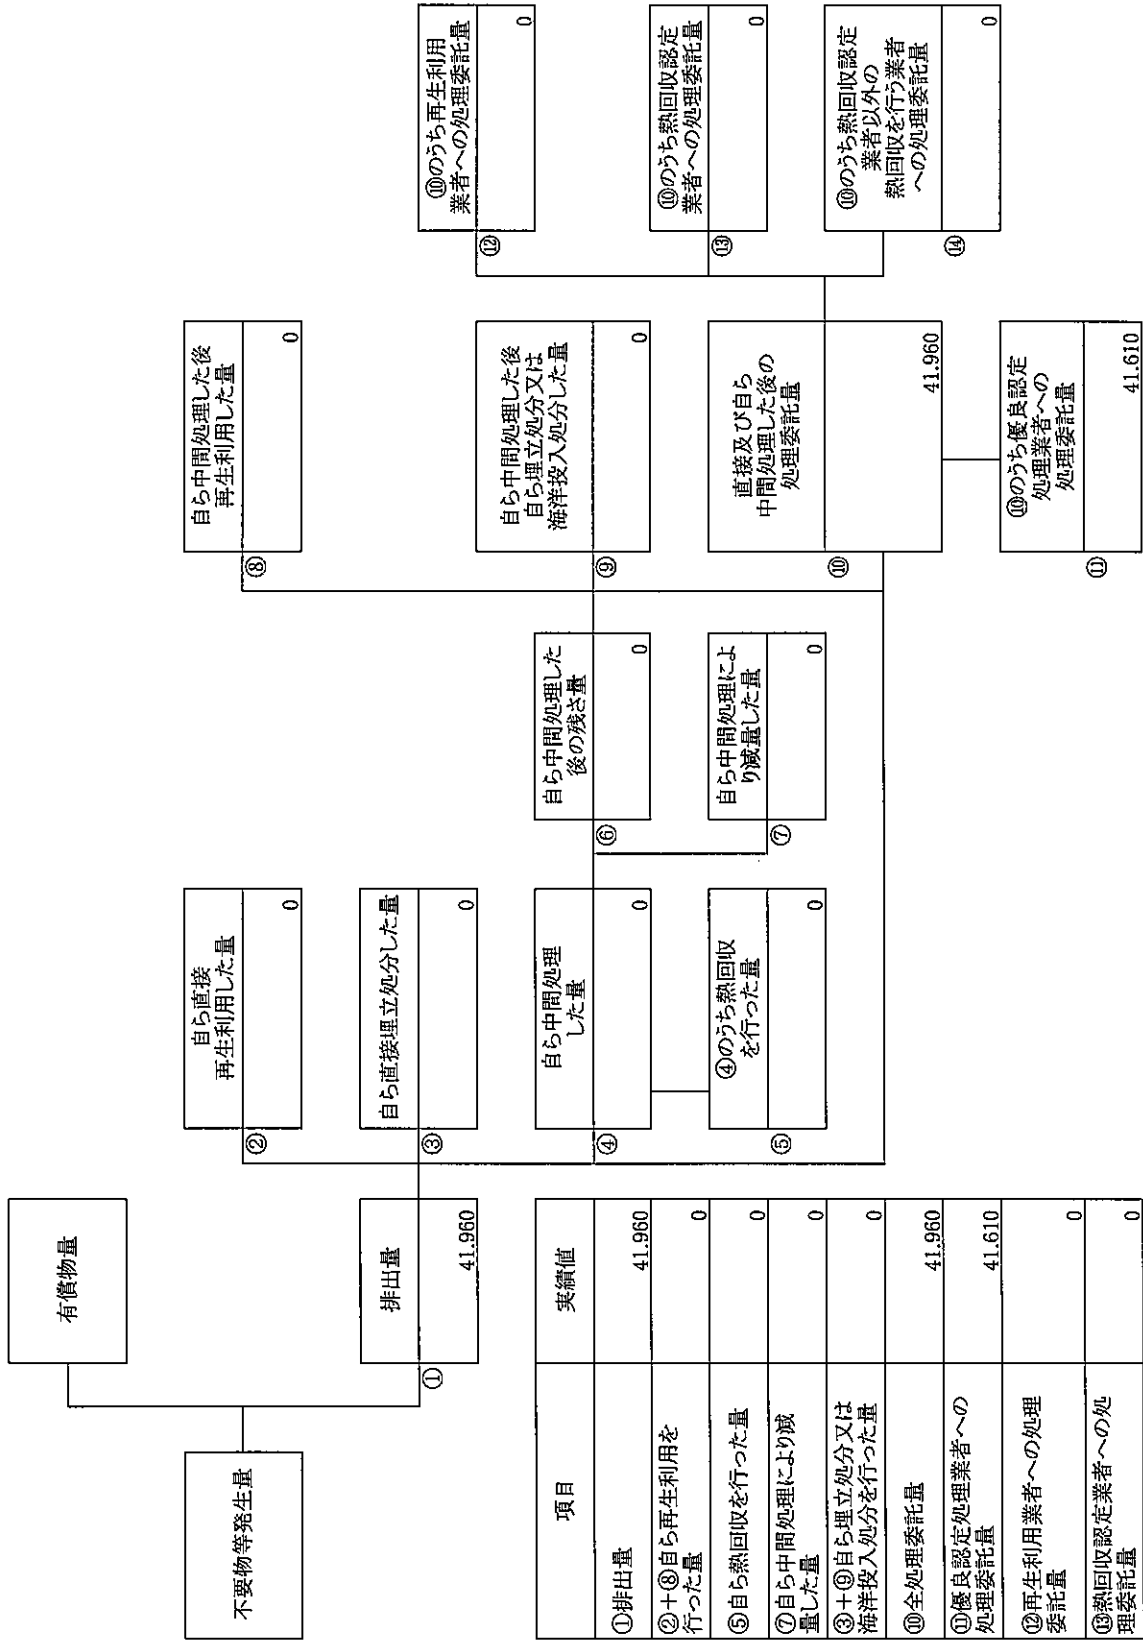 有償物量
不要物等発生量
排出量
①
41.960
自ら直接
再生利用した量
②
0
自ら直接埋立処分した量
③
0
自ら中間処理
した量
④
0
④のうち熱回収
を行った量
⑤
0
自ら中間処理した
後の残さ量
⑥
0
自ら中間処理によ
り減量した量
⑦
0
自ら中間処理した後
再生利用した量
⑧
0
自ら中間処理した後
自ら埋立処分又は
海洋投入処分した量
⑨
0
直接及び自ら
中間処理した後の
処理委託量
⑩
41.960
⑩のうち優良認定
処理業者への
処理委託量
⑪
41.610
⑩のうち再生利用
業者への処理委託量
⑫
0
⑩のうち熱回収認定
業者への処理委託量
⑬
0
⑩のうち熱回収認定
業者以外の
熱回収を行う業者
への処理委託量
⑭
0
項目 実績値
①排出量 41.960
②+⑧自ら再生利用を
行った量 0
⑤自ら熱回収を行った量 0
⑦自ら中間処理により減
量した量 0
③+⑨自ら埋立処分又は
海洋投入処分を行った量 0
⑩全処理委託量 41.960
⑪優良認定処理業者への
処理委託量 41.610
⑫再生利用業者への処理
委託量 0
⑬熱回収認定業者への処
理委託量 0